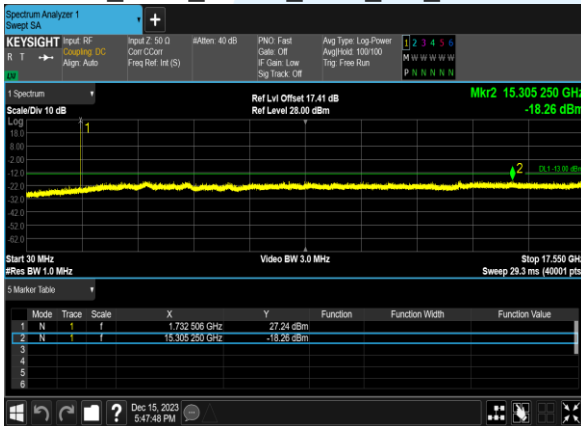 Spectrum Analyzer 1
Swept SA
KEYSIGHT
R T
LXI
Input: RF
Coupling: DC
Align: Auto
Input Z: 50 Ω
Corr CCorr
Freq Ref: Int (S)
#Atten: 40 dB
PNO: Fast
Gate: Off
IF Gain: Low
Sig Track: Off
Avg Type: Log-Power
Avg|Hold: 100/100
Trig: Free Run
1 2 3 4 5 6
M W W W W W
P N N N N N
1 Spectrum
Scale/Div 10 dB
Ref Lvl Offset 17.41 dB
Ref Level 28.00 dBm
Mkr2 15.305 250 GHz
-18.26 dBm
Log
18.0
8.00
-2.00
-12.0
-22.0
-32.0
-42.0
-52.0
-62.0
1
2
DL1 -13.00 dBm
Start 30 MHz
#Res BW 1.0 MHz
Video BW 3.0 MHz
Stop 17.550 GHz
Sweep 29.3 ms (40001 pts)
5 Marker Table
Mode Trace Scale X Y Function Function Width Function Value
1 N 1 f 1.732 506 GHz 27.24 dBm
2 N 1 f 15.305 250 GHz -18.26 dBm
3
4
5
6
?
Dec 15, 2023
5:47:48 PM